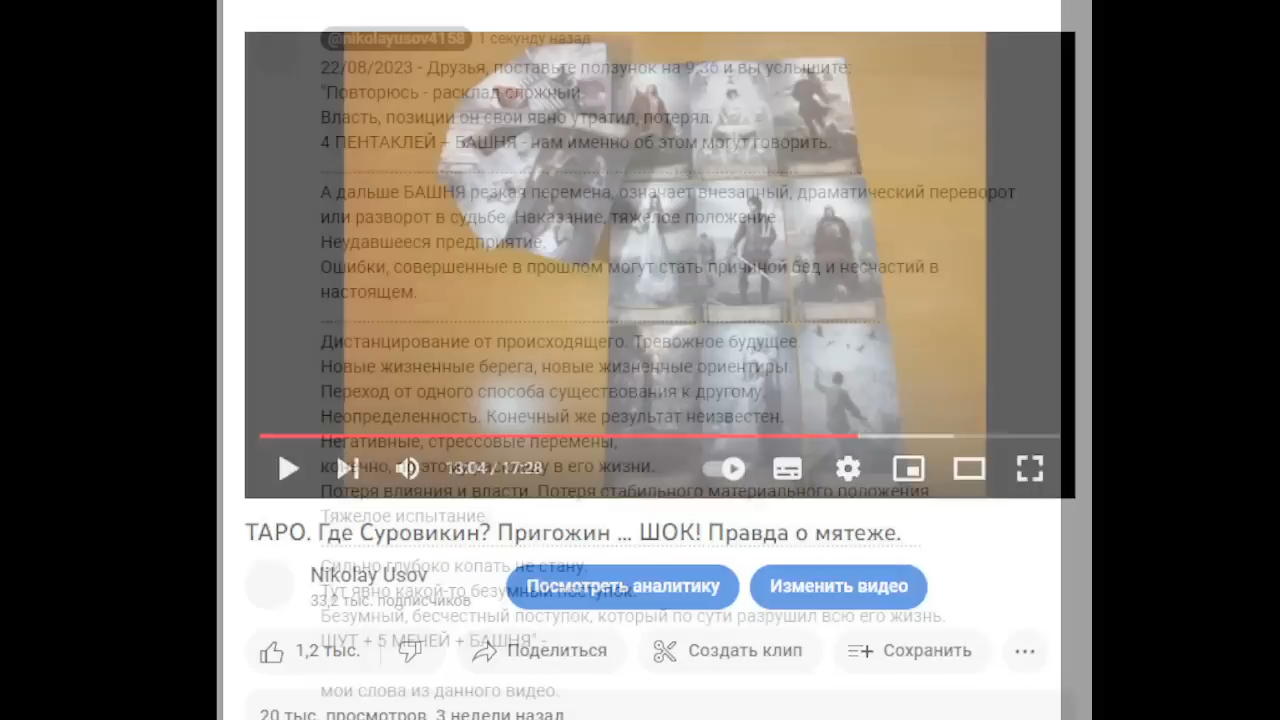 @nikolayusov4158 1 секунду назад
22/08/2023 - Друзья, поставьте ползунок на 9:36 и вы услышите:
"Повторюсь - расклад сложный.
Власть, позиции он свои явно утратил, потерял.
4 ПЕНТАКЛЕЙ + БАШНЯ - нам именно об этом могут говорить.
А дальше БАШНЯ резкая перемена, означает внезапный, драматический переворот
или разворот в судьбе. Наказание, тяжелое положение
Неудавшееся предприятие.
Ошибки, совершенные в прошлом могут стать причиной бед и несчастий в
настоящем.
Дистанцирование от происходящего. Тревожное будущее.
Новые жизненные берега, новые жизненные ориентиры.
Переход от одного способа существования к другому.
Неопределенность. Конечный же результат неизвестен.
Негативные, стрессовые перемены,
конечно, по этому в его жизни.
13:04 / 17:28
Потеря влияния и власти. Потеря стабильного материального положения.
Тяжелое испытание.
ТАРО. Где Суровикин? Пригожин ... ШОК! Правда о мятеже.
Сильно глубоко копать не стану.
Nikolay Usov
Посмотреть аналитику
Изменить видео
Тут явно какой-то безумный поступок.
33,2 тыс. подписчиков
Безумный, бесчестный поступок, который по сути разрушил всю его жизнь.
ШУТ + 5 МЕЧЕЙ + БАШНЯ" -
1,2 тыс.
Поделиться
Создать клип
Сохранить
мои слова из данного видео.
20 тыс. просмотров 3 недели назад